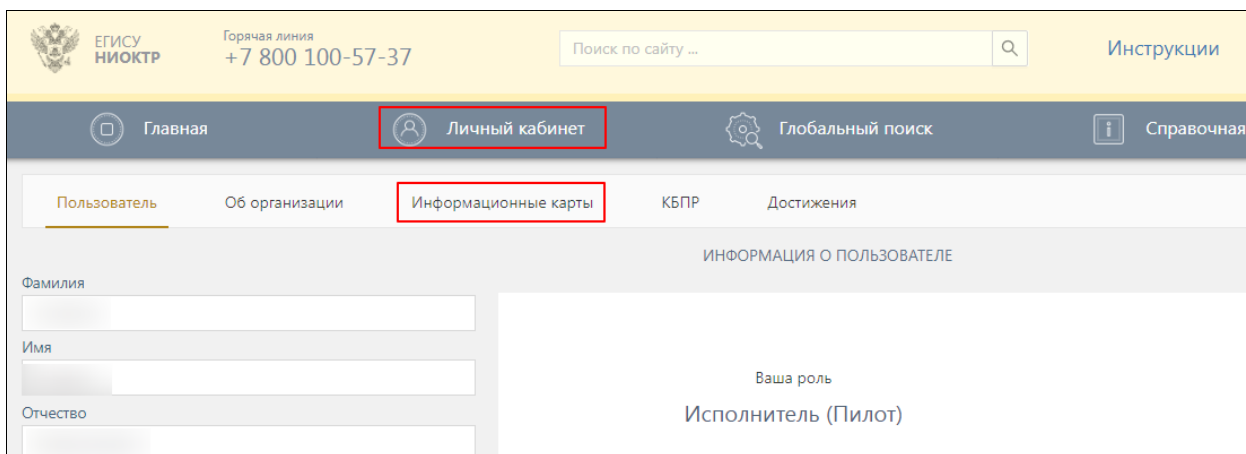 ЕГИСУ
НИОКТР
Горячая линия
+7 800 100-57-37
Поиск по сайту ...
Инструкции
Главная
Личный кабинет
Глобальный поиск
Справочная
Пользователь
Об организации
Информационные карты
КБПР
Достижения
ИНФОРМАЦИЯ О ПОЛЬЗОВАТЕЛЕ
Фамилия
Имя
Ваша роль
Отчество
Исполнитель (Пилот)